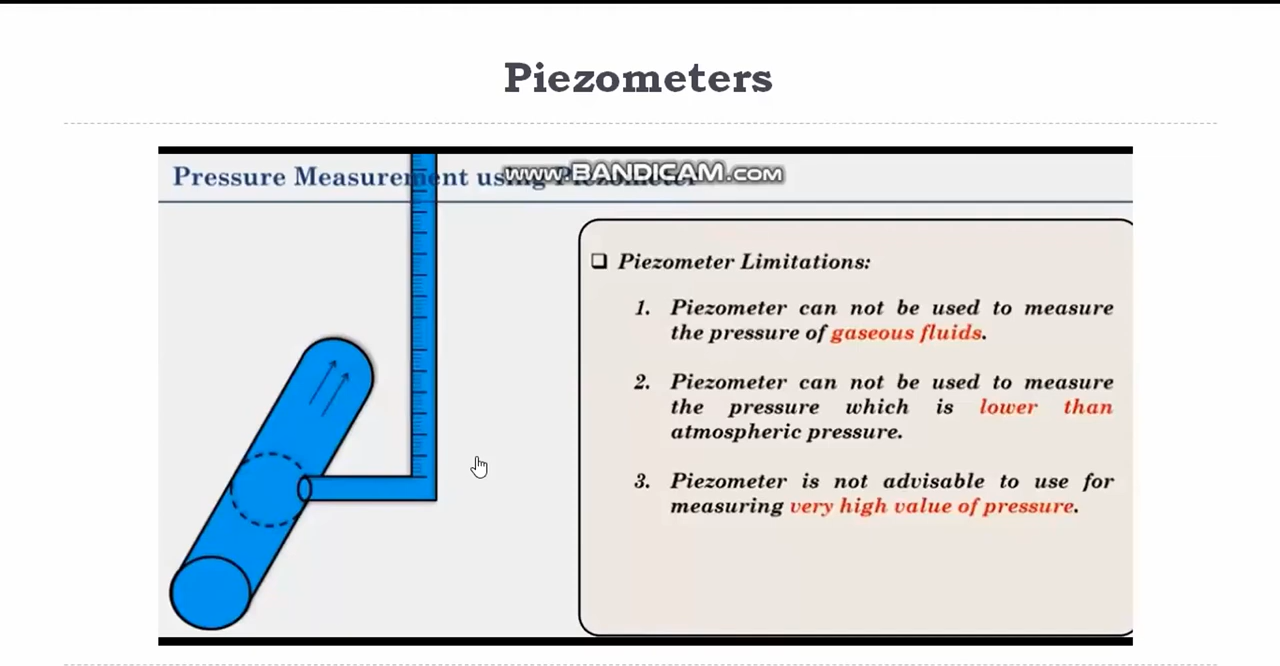 Piezometers
Pressure Measurement using Piezometer
www.BANDICAM.com
❑ Piezometer Limitations:
1. Piezometer can not be used to measure
the pressure of gaseous fluids.
2. Piezometer can not be used to measure
the pressure which is lower than
atmospheric pressure.
3. Piezometer is not advisable to use for
measuring very high value of pressure.